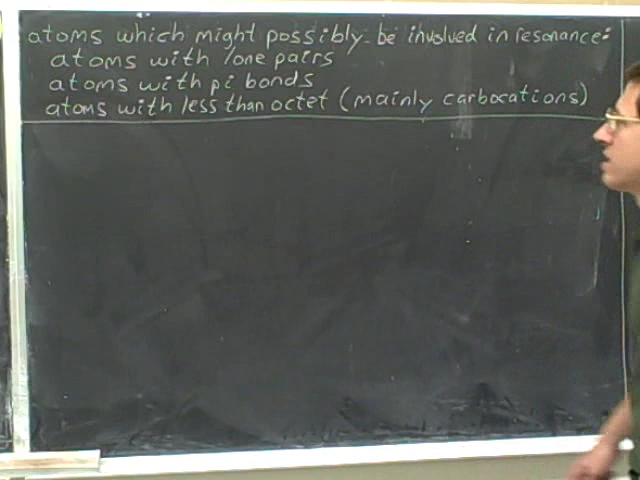 atoms which might possibly be involved in resonance:
atoms with lone pairs
atoms with pi bonds
atoms with less than octet (mainly carbocations)